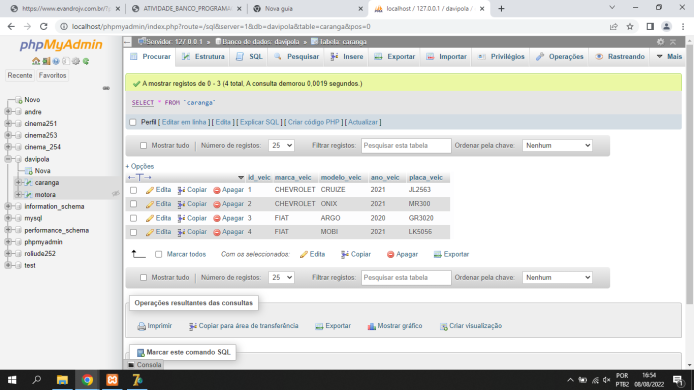 https://www.evandrojv.com.br/Tp
ATIVIDADE_BANCO_PROGRAMA
Nova guia
localhost / 127.0.0.1 / davipola /
localhost/phpmyadmin/index.php?route=/sql&server=1&db=davipola&table=caranga&pos=0
phpMyAdmin
Recente Favoritos
Novo
andre
cinema251
cinema253
cinema_254
davipola
Nova
caranga
motora
information_schema
mysql
performance_schema
phpmyadmin
rollude252
test
Servidor: 127.0.0.1 » Banco de dados: davipola » Tabela: caranga
Procurar Estrutura SQL Pesquisar Insere Exportar Importar Privilégios Operações Rastreando Mais
A mostrar registos de 0 - 3 (4 total, A consulta demorou 0,0019 segundos.)
SELECT * FROM `caranga`
Perfil [ Editar em linha ] [ Edita ] [ Explicar SQL ] [ Criar código PHP ] [ Actualizar ]
Mostrar tudo Número de registos: 25 Filtrar registos: Pesquisar esta tabela Ordenar pela chave: Nenhum
+ Opções
←T→ id_veic marca_veic modelo_veic ano_veic placa_veic
Edita Copiar Apagar 1 CHEVROLET CRUIZE 2021 JL2563
Edita Copiar Apagar 2 CHEVROLET ONIX 2021 MR300
Edita Copiar Apagar 3 FIAT ARGO 2020 GR3020
Edita Copiar Apagar 4 FIAT MOBI 2021 LK5056
Marcar todos Com os seleccionados: Edita Copiar Apagar Exportar
Mostrar tudo Número de registos: 25 Filtrar registos: Pesquisar esta tabela Ordenar pela chave: Nenhum
Operações resultantes das consultas
Imprimir Copiar para área de transferência Exportar Mostrar gráfico Criar visualização
Marcar este comando SQL
Consola
POR 16:54
PTB2 08/08/2022